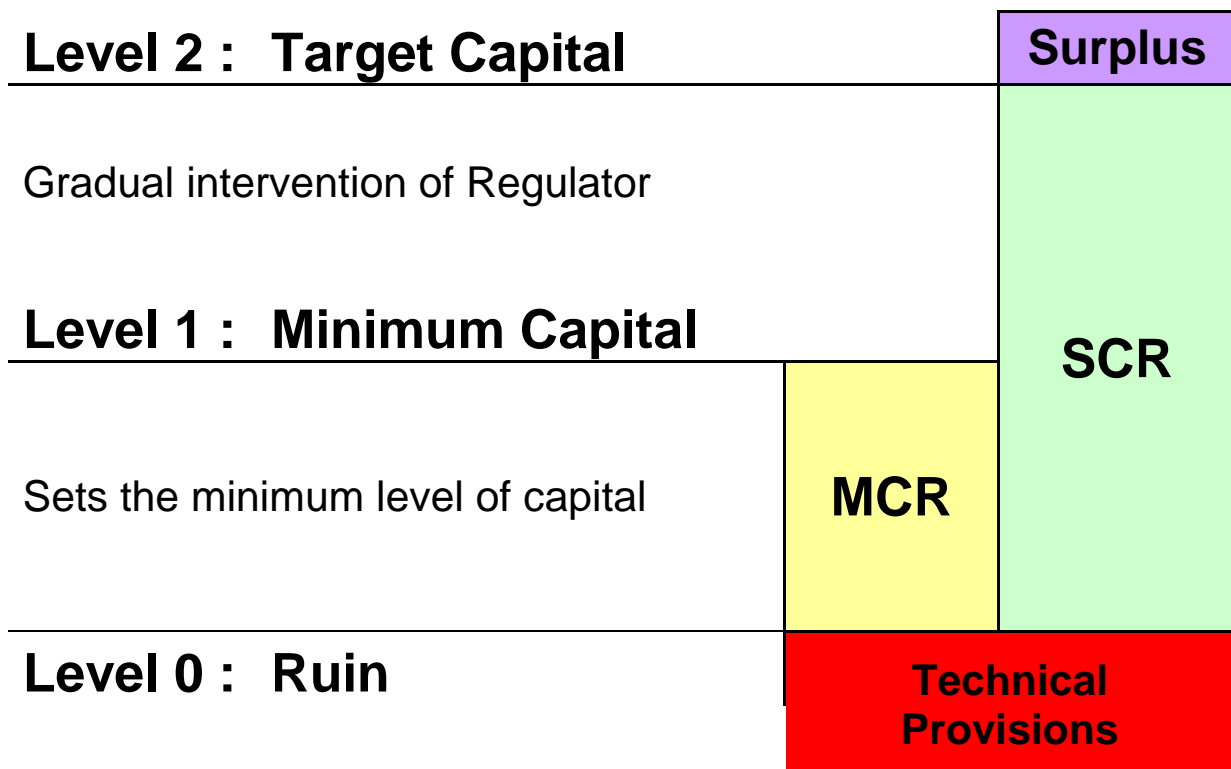 Level 2 : Target Capital
Surplus
Gradual intervention of Regulator
Level 1 : Minimum Capital
SCR
Sets the minimum level of capital
MCR
Level 0 : Ruin
Technical
Provisions